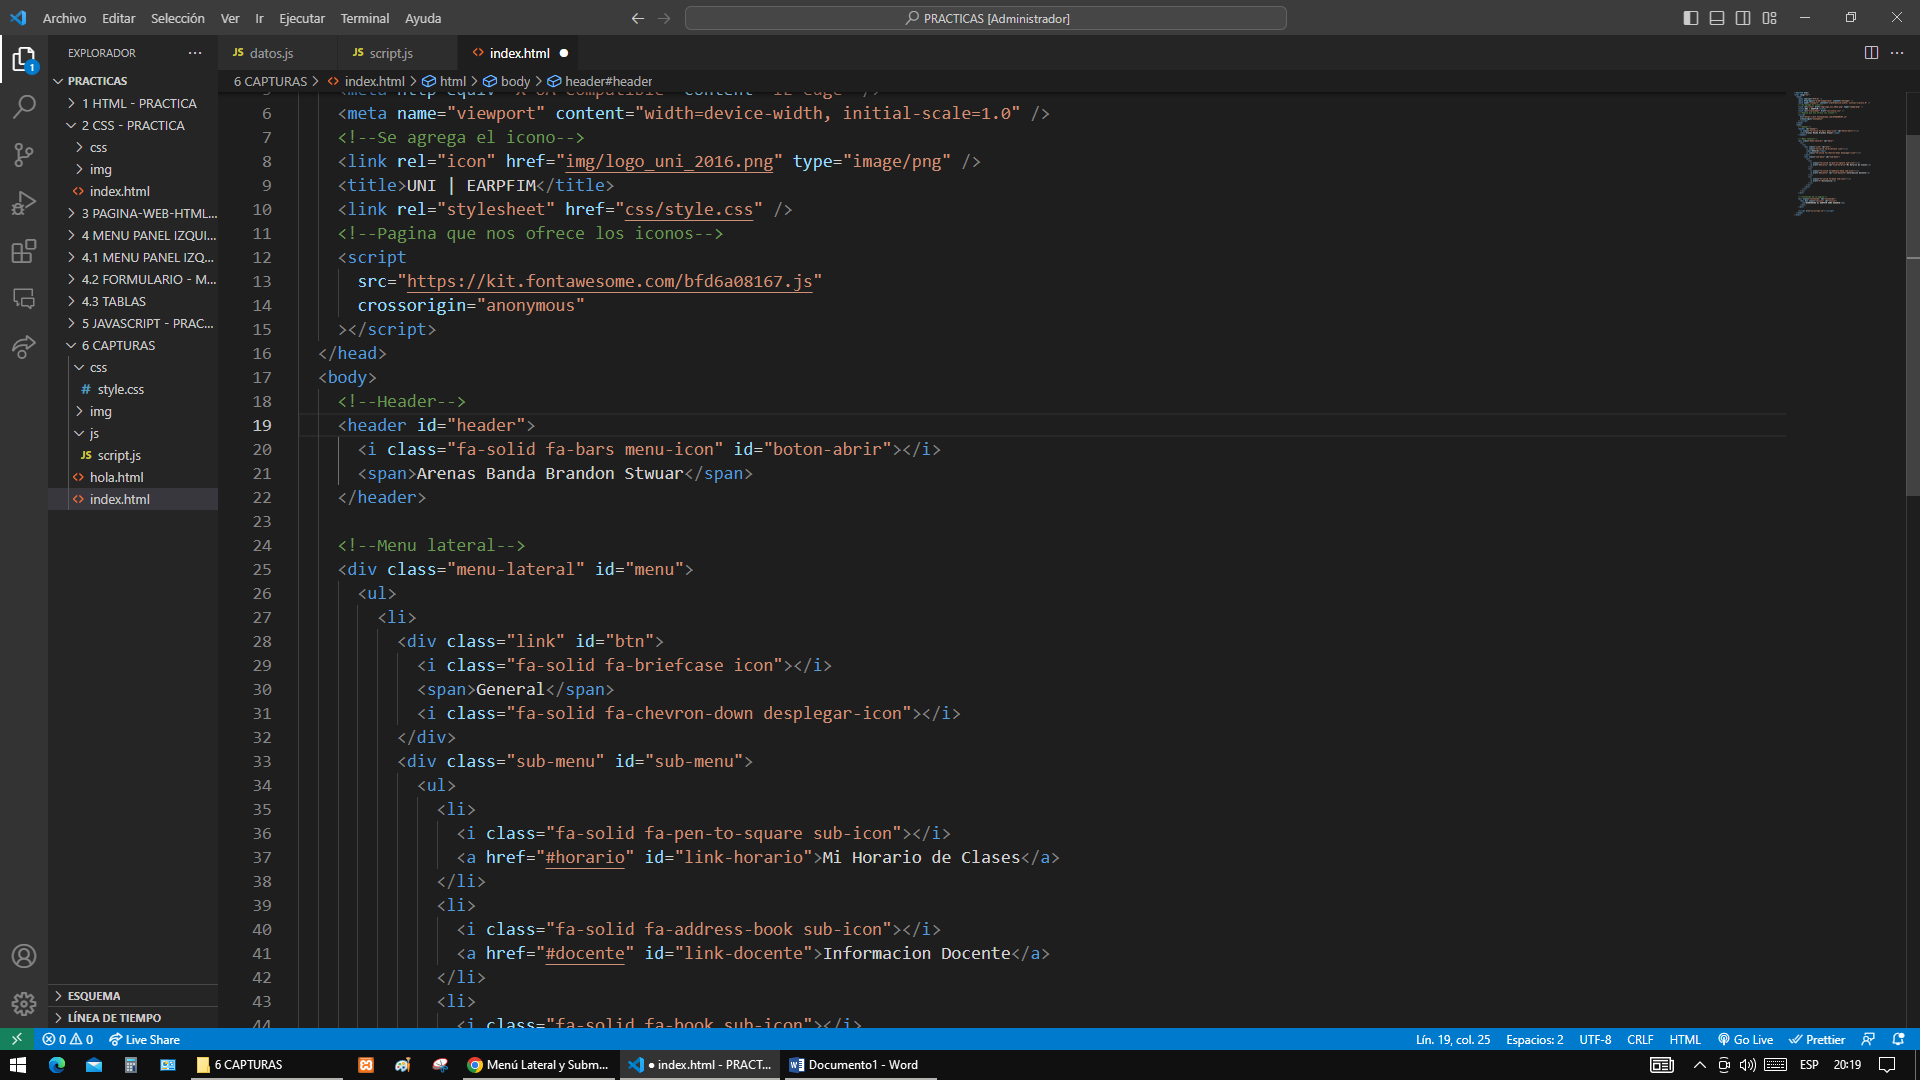 Archivo Editar Selección Ver Ir Ejecutar Terminal Ayuda
PRACTICAS [Administrador]
EXPLORADOR
datos.js
script.js
index.html
6 CAPTURAS > index.html > html > body > header#header
1
PRACTICAS
1 HTML - PRACTICA
2 CSS - PRACTICA
css
img
index.html
3 PAGINA-WEB-HTML...
4 MENU PANEL IZQUI...
4.1 MENU PANEL IZQ...
4.2 FORMULARIO - M...
4.3 TABLAS
5 JAVASCRIPT - PRAC...
6 CAPTURAS
css
style.css
img
js
script.js
hola.html
index.html
ESQUEMA
LÍNEA DE TIEMPO
6 <meta name="viewport" content="width=device-width, initial-scale=1.0" />
7 <!--Se agrega el icono-->
8 <link rel="icon" href="img/logo_uni_2016.png" type="image/png" />
9 <title>UNI | EARPFIM</title>
10 <link rel="stylesheet" href="css/style.css" />
11 <!--Pagina que nos ofrece los iconos-->
12 <script
13 src="https://kit.fontawesome.com/bfd6a08167.js"
14 crossorigin="anonymous"
15 ></script>
16 </head>
17 <body>
18 <!--Header-->
19 <header id="header">
20 <i class="fa-solid fa-bars menu-icon" id="boton-abrir"></i>
21 <span>Arenas Banda Brandon Stwuar</span>
22 </header>
23
24 <!--Menu lateral-->
25 <div class="menu-lateral" id="menu">
26 <ul>
27 <li>
28 <div class="link" id="btn">
29 <i class="fa-solid fa-briefcase icon"></i>
30 <span>General</span>
31 <i class="fa-solid fa-chevron-down desplegar-icon"></i>
32 </div>
33 <div class="sub-menu" id="sub-menu">
34 <ul>
35 <li>
36 <i class="fa-solid fa-pen-to-square sub-icon"></i>
37 <a href="#horario" id="link-horario">Mi Horario de Clases</a>
38 </li>
39 <li>
40 <i class="fa-solid fa-address-book sub-icon"></i>
41 <a href="#docente" id="link-docente">Informacion Docente</a>
42 </li>
43 <li>
44 <i class="fa-solid fa-book sub-icon"></i>
0 0 Live Share
Lín. 19, col. 25 Espacios: 2 UTF-8 CRLF HTML Go Live Prettier
6 CAPTURAS
Menú Lateral y Subm...
● index.html - PRACT...
Documento1 - Word
ESP 20:19